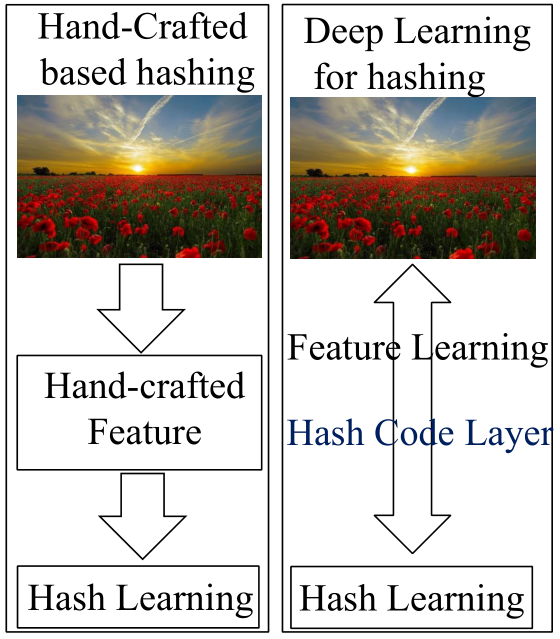 Hand-Crafted
based hashing
Hand-crafted
Feature
Hash Learning
Deep Learning
for hashing
Feature Learning
Hash Code Layer
Hash Learning